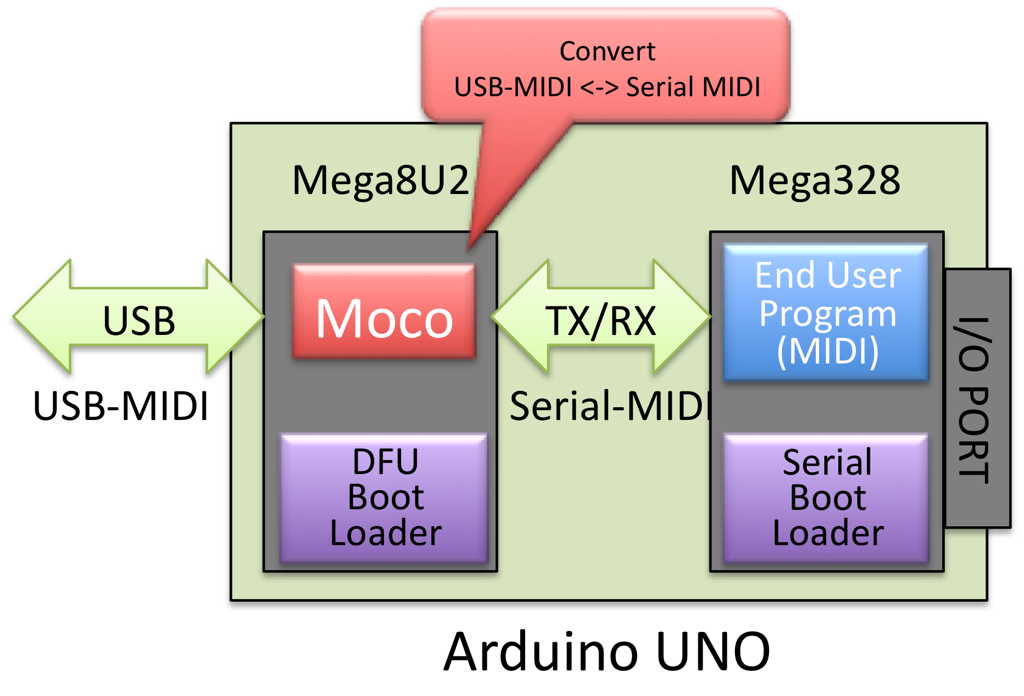 Convert
USB-MIDI <-> Serial MIDI
Mega8U2
Mega328
USB
Moco
TX/RX
End User
Program
(MIDI)
I/O PORT
USB-MIDI
Serial-MIDI
DFU
Boot
Loader
Serial
Boot
Loader
Arduino UNO